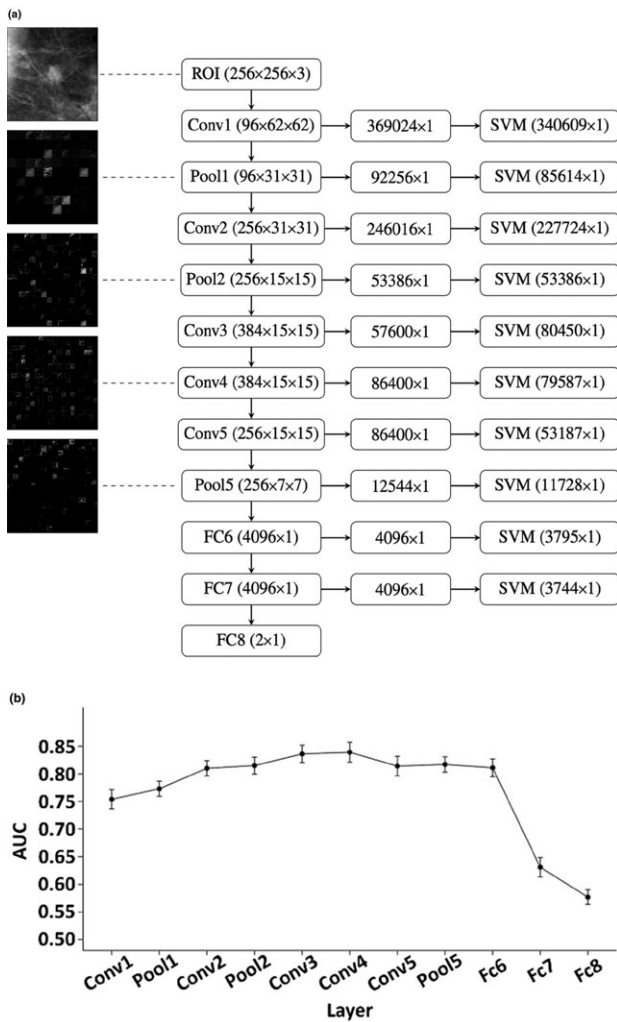 (a)
ROI (256×256×3)
Conv1 (96×62×62) 369024×1 SVM (340609×1)
Pool1 (96×31×31) 92256×1 SVM (85614×1)
Conv2 (256×31×31) 246016×1 SVM (227724×1)
Pool2 (256×15×15) 53386×1 SVM (53386×1)
Conv3 (384×15×15) 57600×1 SVM (80450×1)
Conv4 (384×15×15) 86400×1 SVM (79587×1)
Conv5 (256×15×15) 86400×1 SVM (53187×1)
Pool5 (256×7×7) 12544×1 SVM (11728×1)
FC6 (4096×1) 4096×1 SVM (3795×1)
FC7 (4096×1) 4096×1 SVM (3744×1)
FC8 (2×1)
(b)
0.85
0.80
0.75
0.70
0.65
0.60
0.55
0.50
AUC
Conv1 Pool1 Conv2 Pool2 Conv3 Conv4 Conv5 Pool5 Fc6 Fc7 Fc8
Layer